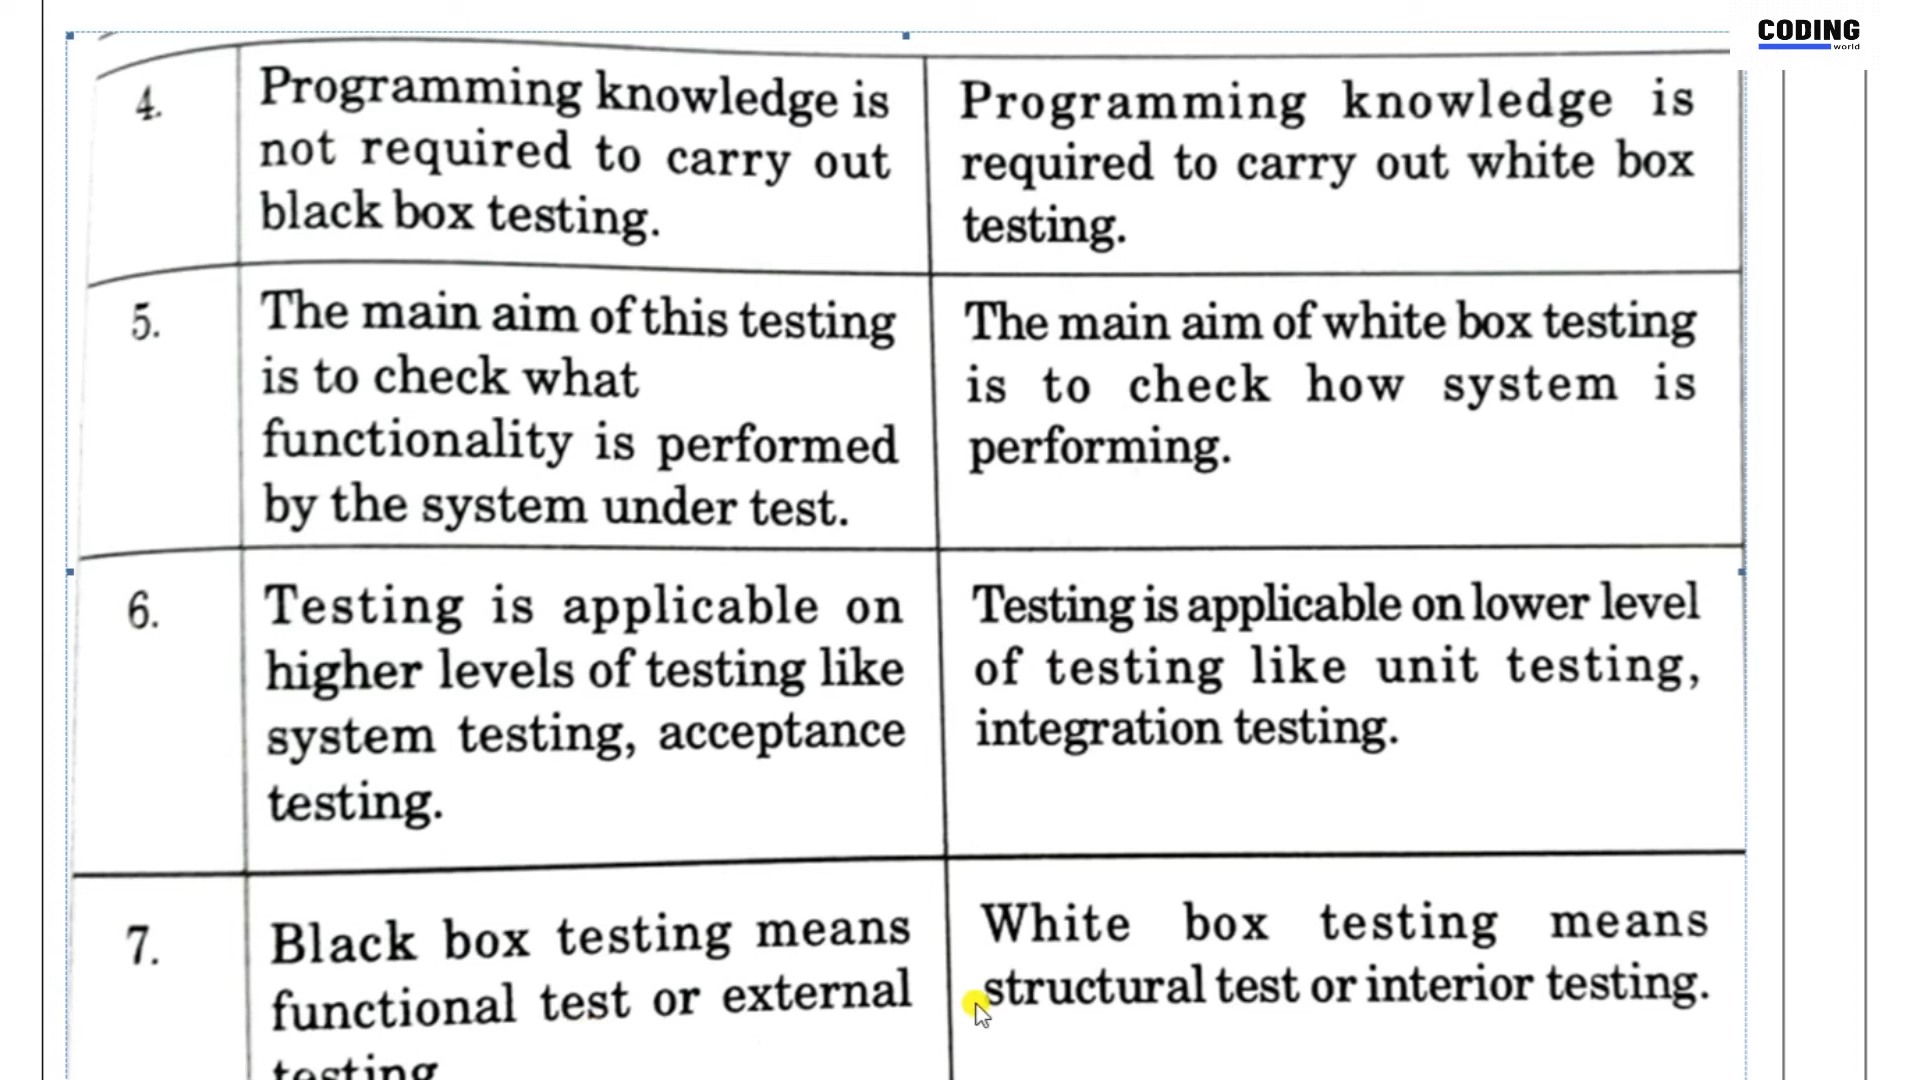 CODING
world
4.
Programming knowledge is
not required to carry out
black box testing.
Programming knowledge is
required to carry out white box
testing.
5.
The main aim of this testing
is to check what
functionality is performed
by the system under test.
The main aim of white box testing
is to check how system is
performing.
6.
Testing is applicable on
higher levels of testing like
system testing, acceptance
testing.
Testing is applicable on lower level
of testing like unit testing,
integration testing.
7.
Black box testing means
functional test or external
testing
White box testing means
structural test or interior testing.